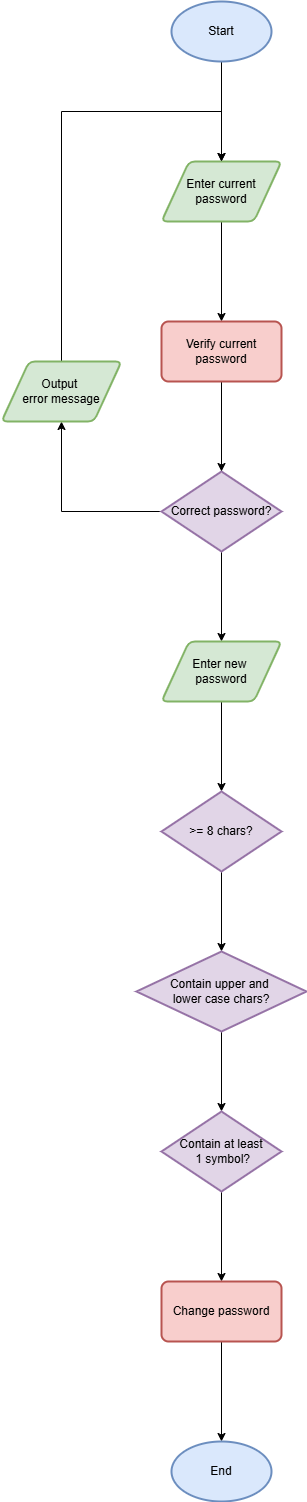 Start
Enter current
password
Verify current
password
Output
error message
Correct password?
Enter new
password
>= 8 chars?
Contain upper and
lower case chars?
Contain at least
1 symbol?
Change password
End